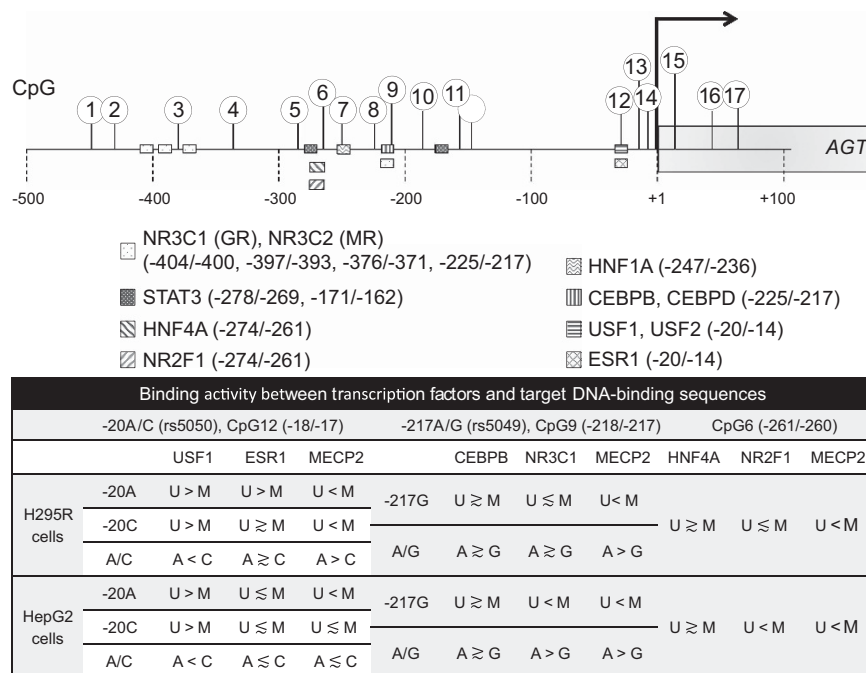 CpG
1 2 3 4 5 6 7 8 9 10 11 12 13 14 15 16 17
AGT
-500 -400 -300 -200 -100 +1 +100
NR3C1 (GR), NR3C2 (MR)
(-404/-400, -397/-393, -376/-371, -225/-217)
STAT3 (-278/-269, -171/-162)
HNF4A (-274/-261)
NR2F1 (-274/-261)
HNF1A (-247/-236)
CEBPB, CEBPD (-225/-217)
USF1, USF2 (-20/-14)
ESR1 (-20/-14)
Binding activity between transcription factors and target DNA-binding sequences
-20A/C (rs5050), CpG12 (-18/-17) -217A/G (rs5049), CpG9 (-218/-217) CpG6 (-261/-260)
USF1 ESR1 MECP2 CEBPB NR3C1 MECP2 HNF4A NR2F1 MECP2
H295R cells
-20A U > M U > M U < M
-20C U > M U ≳ M U < M
A/C A < C A ≳ C A > C
-217G U ≳ M U ≲ M U< M
A/G A ≳ G A ≳ G A > G
U ≳ M U ≲ M U < M
HepG2 cells
-20A U > M U ≲ M U < M
-20C U > M U ≲ M U ≲ M
A/C A < C A ≲ C A ≲ C
-217G U ≳ M U < M U < M
A/G A ≳ G A > G A > G
U ≳ M U < M U < M